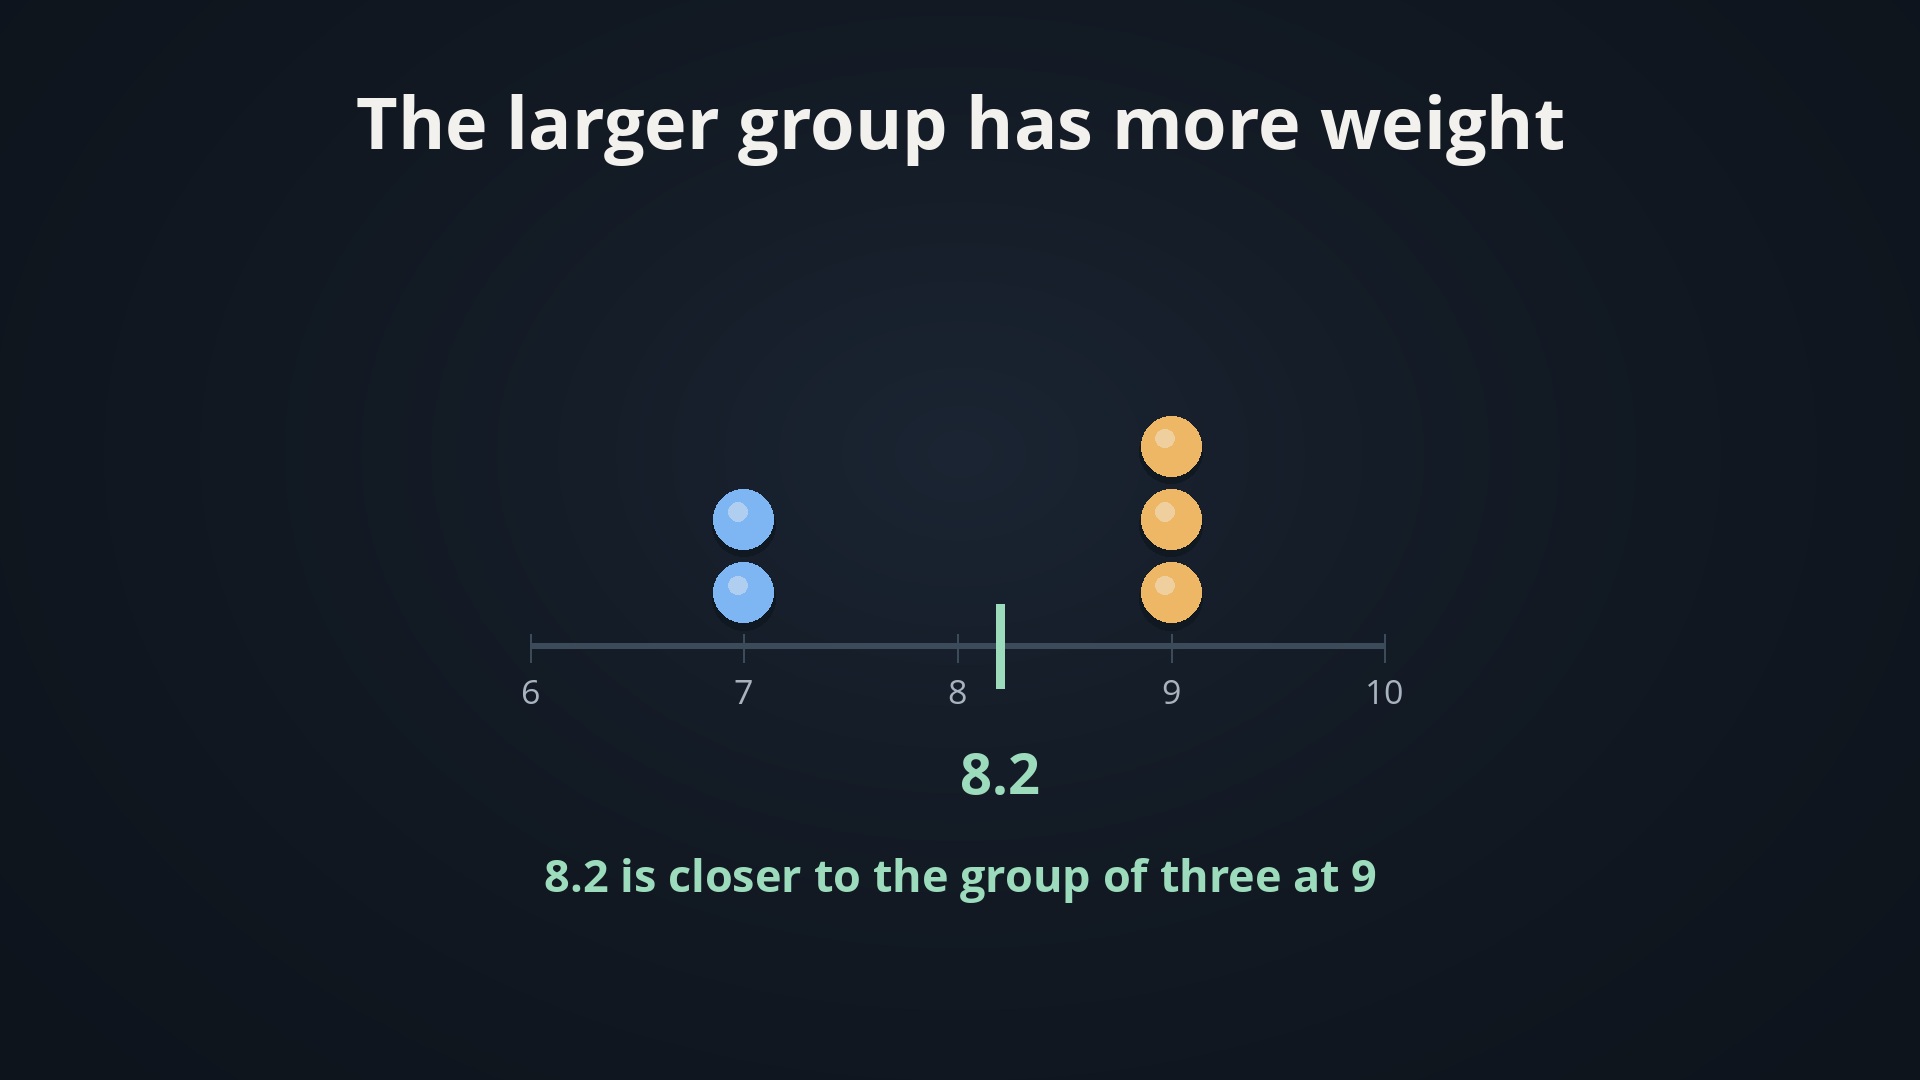 The larger group has more weight
6 7 8 9 10
8.2
8.2 is closer to the group of three at 9